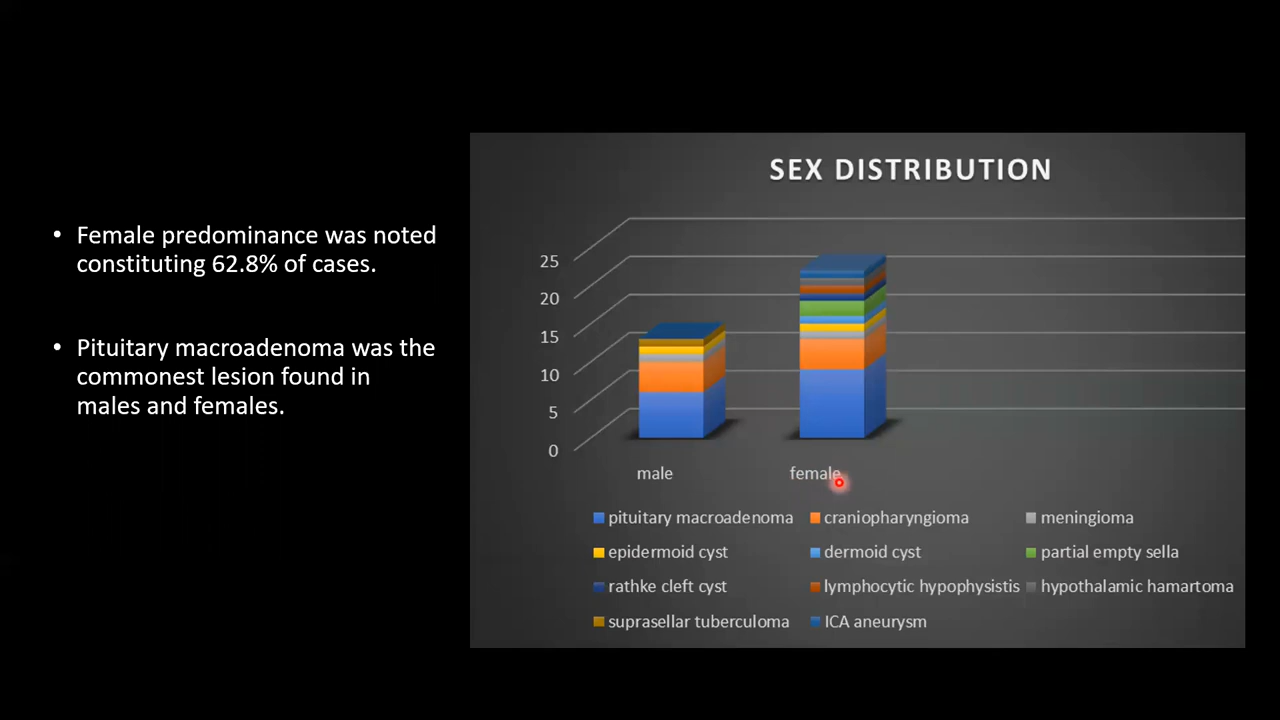 • Female predominance was noted
constituting 62.8% of cases.
• Pituitary macroadenoma was the
commonest lesion found in
males and females.
SEX DISTRIBUTION
25
20
15
10
5
0
male female
pituitary macroadenoma craniopharyngioma meningioma
epidermoid cyst dermoid cyst partial empty sella
rathke cleft cyst lymphocytic hypophysistis hypothalamic hamartoma
suprasellar tuberculoma ICA aneurysm